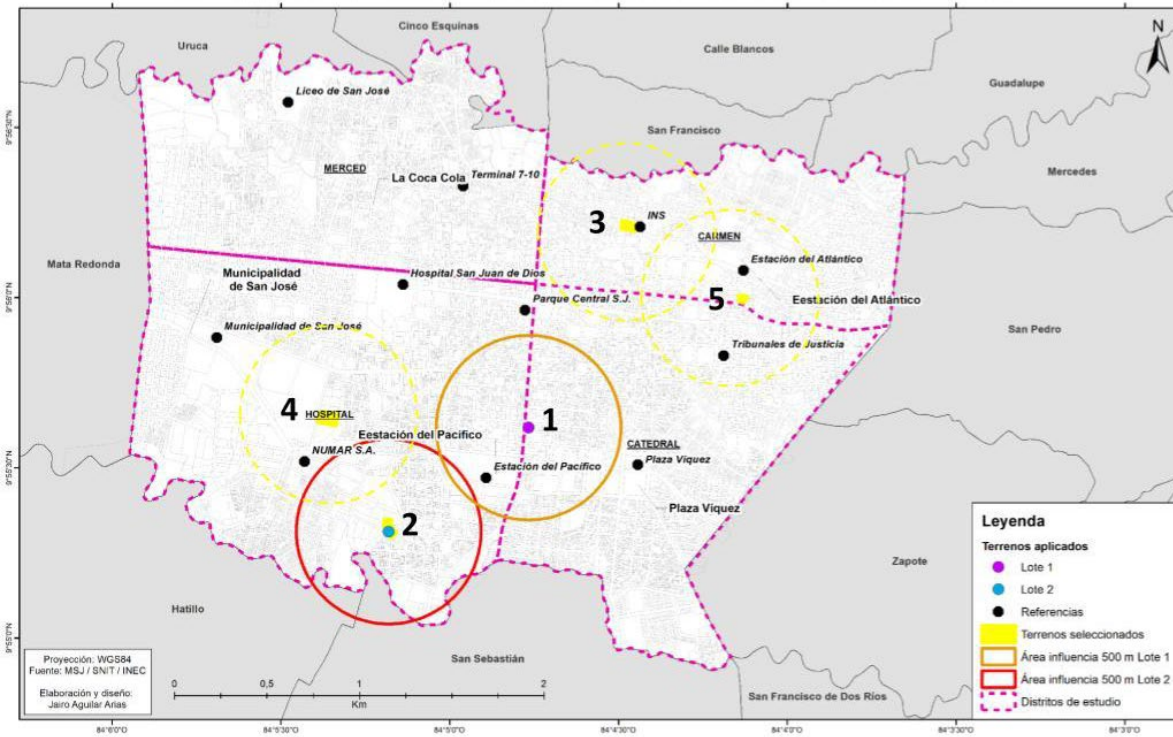 Cinco Esquinas
Uruca
Calle Blancos
N
Guadalupe
Liceo de San José
9°56'30"N
San Francisco
MERCED
La Coca Cola
Terminal 7-10
Mercedes
3
INS
CARMEN
Mata Redonda
Municipalidad
de San José
Hospital San Juan de Dios
Estación del Atlántico
9°56'0"N
5
Eestación del Atlántico
Parque Central S.J.
San Pedro
Municipalidad de San José
Tribunales de Justicia
4
HOSPITAL
1
Eestación del Pacífico
CATEDRAL
NUMAR S.A.
Estación del Pacífico
Plaza Víquez
9°55'30"N
Plaza Víquez
2
Zapote
Hatillo
9°55'0"N
San Sebastián
San Francisco de Dos Ríos
Leyenda
Terrenos aplicados
Lote 1
Lote 2
Referencias
Terrenos seleccionados
Área influencia 500 m Lote 1
Área influencia 500 m Lote 2
Distritos de estudio
Proyección: WGS84
Fuente: MSJ / SNIT / INEC
Elaboración y diseño:
Jairo Aguilar Arias
0 0,5 1 2
Km
84°6'0"O 84°5'30"O 84°5'0"O 84°4'30"O 84°4'0"O 84°3'30"O 84°3'0"O